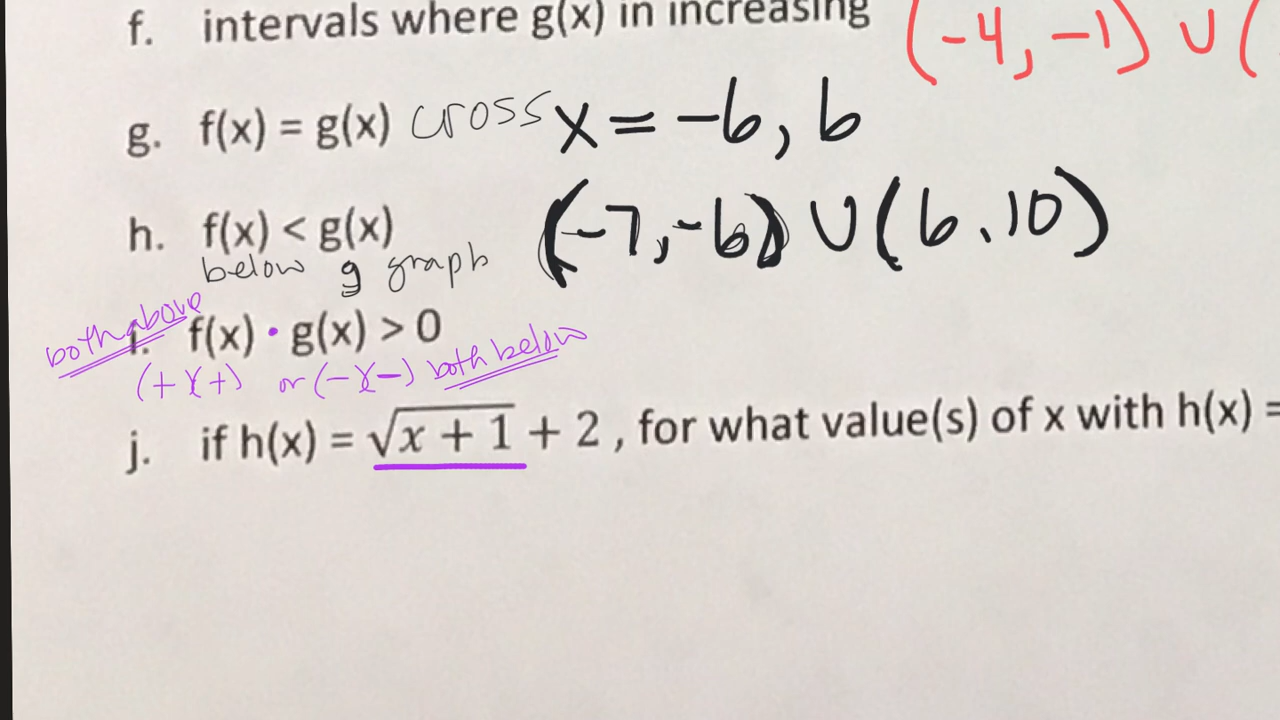 f. intervals where g(x) in increasing (-4, -1) ∪ (
g. f(x) = g(x) cross x = -6, 6
h. f(x) < g(x) (-7, -6) ∪ (6.10)
below g graph
both above
i. f(x) · g(x) > 0
(+)(+) or (-)(-) both below
j. if h(x) = √x + 1 + 2 , for what value(s) of x with h(x) =